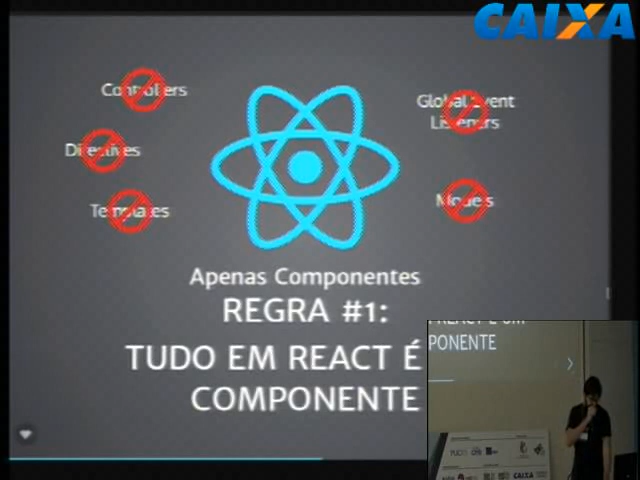 CAIXA
Controllers
Global Event
Listeners
Directives
Templates
Models
Apenas Componentes
REGRA #1:
TUDO EM REACT É
COMPONENTE
PONENTE